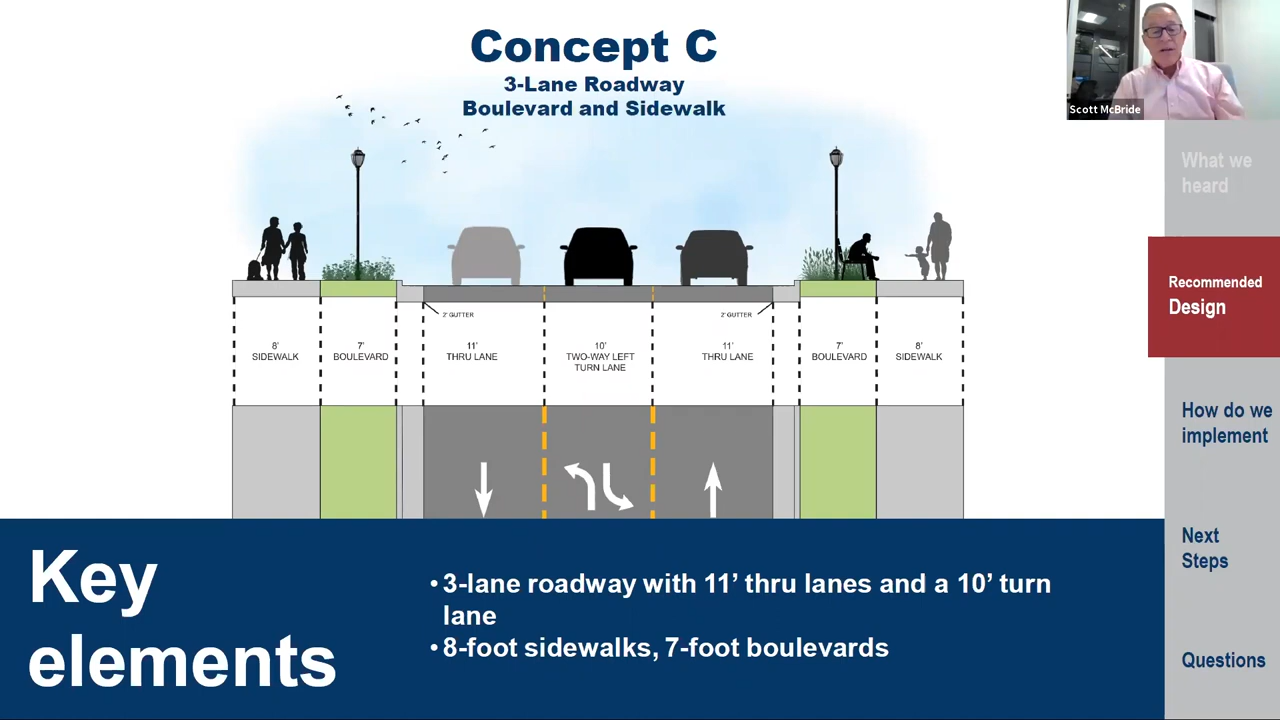 Concept C
3-Lane Roadway
Boulevard and Sidewalk
Scott McBride
What we
heard
Recommended
Design
How do we
implement
Next
Steps
Questions
2' GUTTER
2' GUTTER
8'
SIDEWALK
7'
BOULEVARD
11'
THRU LANE
10'
TWO-WAY LEFT
TURN LANE
11'
THRU LANE
7'
BOULEVARD
8'
SIDEWALK
Key
elements
• 3-lane roadway with 11’ thru lanes and a 10’ turn
lane
• 8-foot sidewalks, 7-foot boulevards